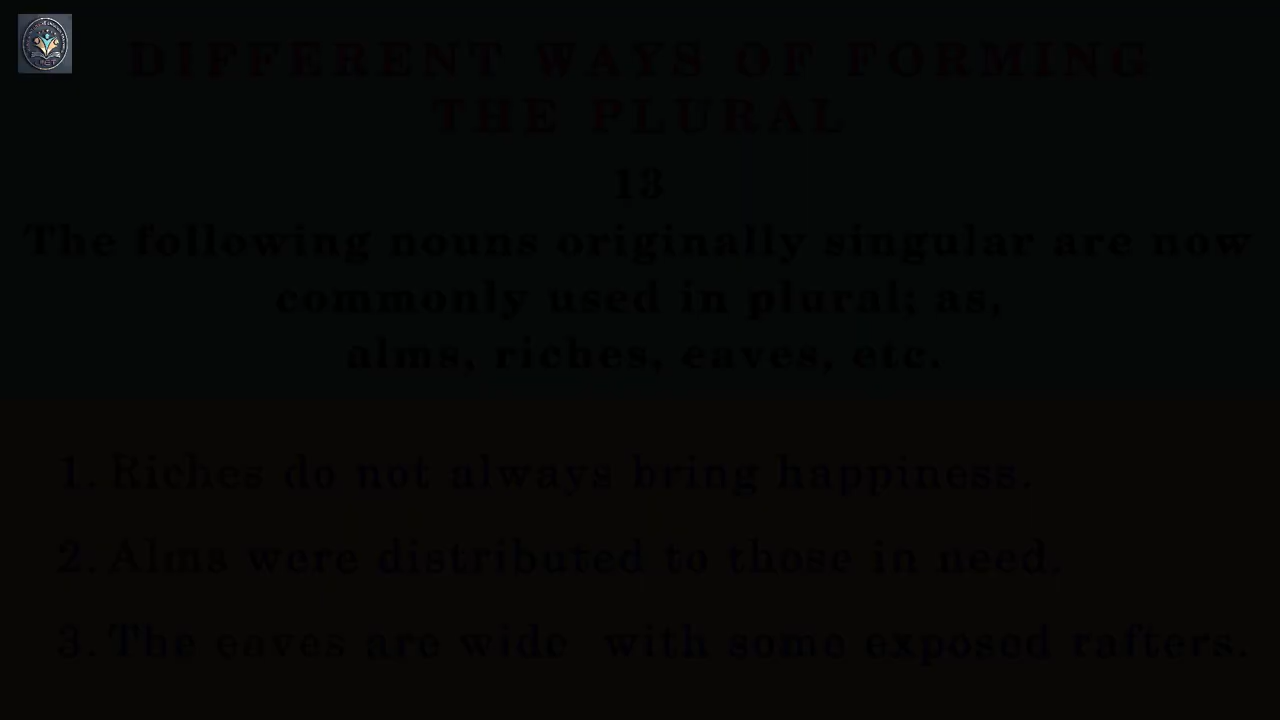 DIFFERENT WAYS OF FORMING
THE PLURAL
13
The following nouns originally singular are now
commonly used in plural; as,
alms, riches, eaves, etc.
1. Riches do not always bring happiness.
2. Alms were distributed to those in need.
3. The eaves are wide with some exposed rafters.